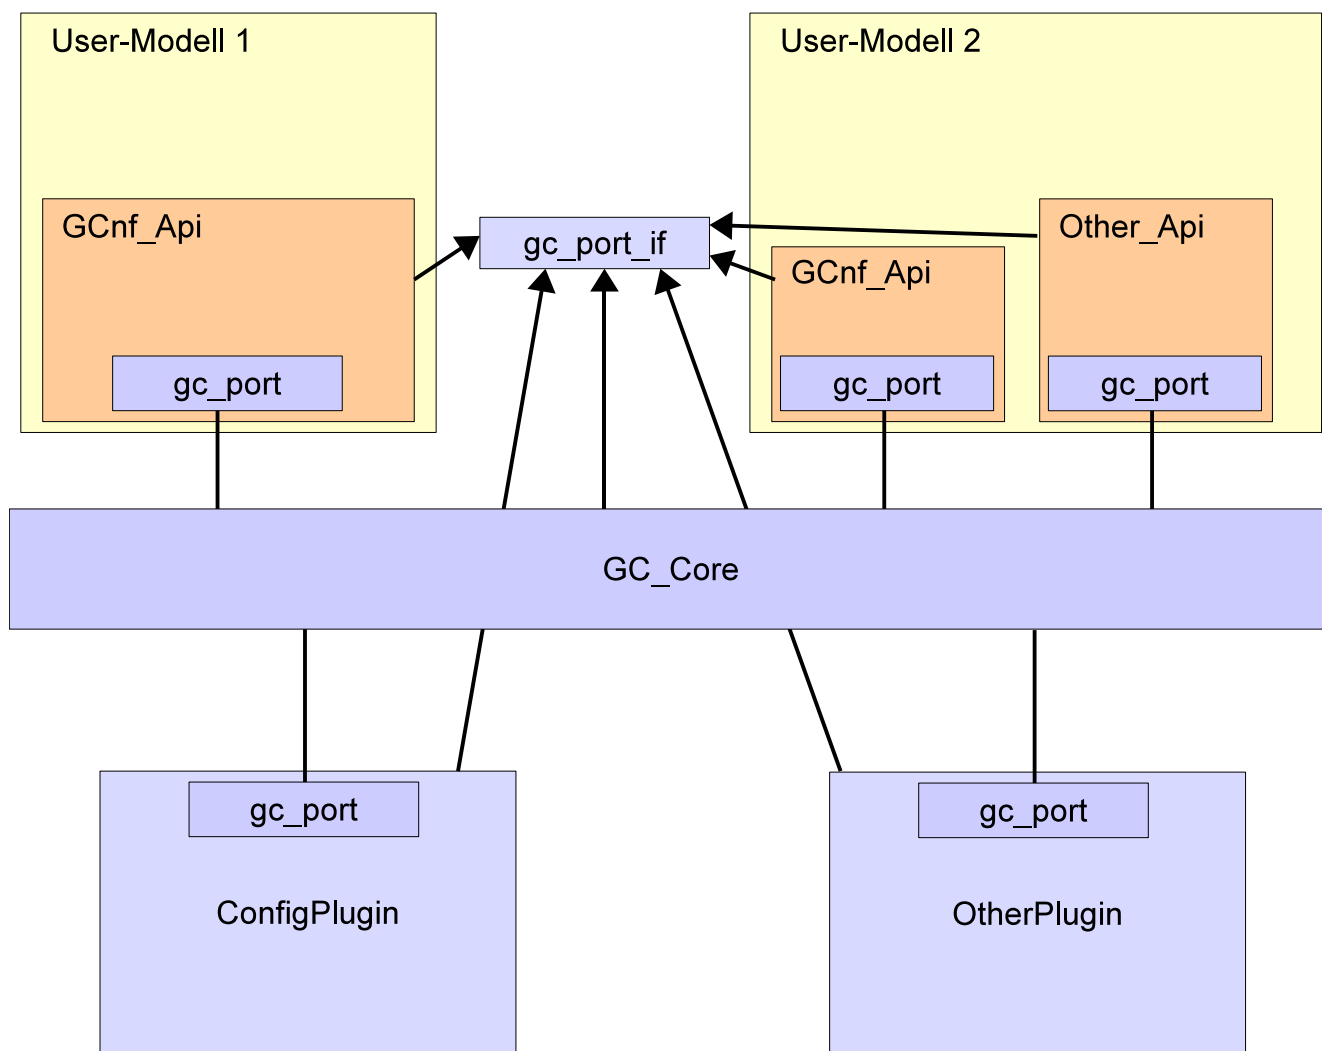 User-Modell 1
User-Modell 2
GCnf_Api
gc_port_if
Other_Api
GCnf_Api
gc_port
gc_port
gc_port
GC_Core
gc_port
gc_port
ConfigPlugin
OtherPlugin